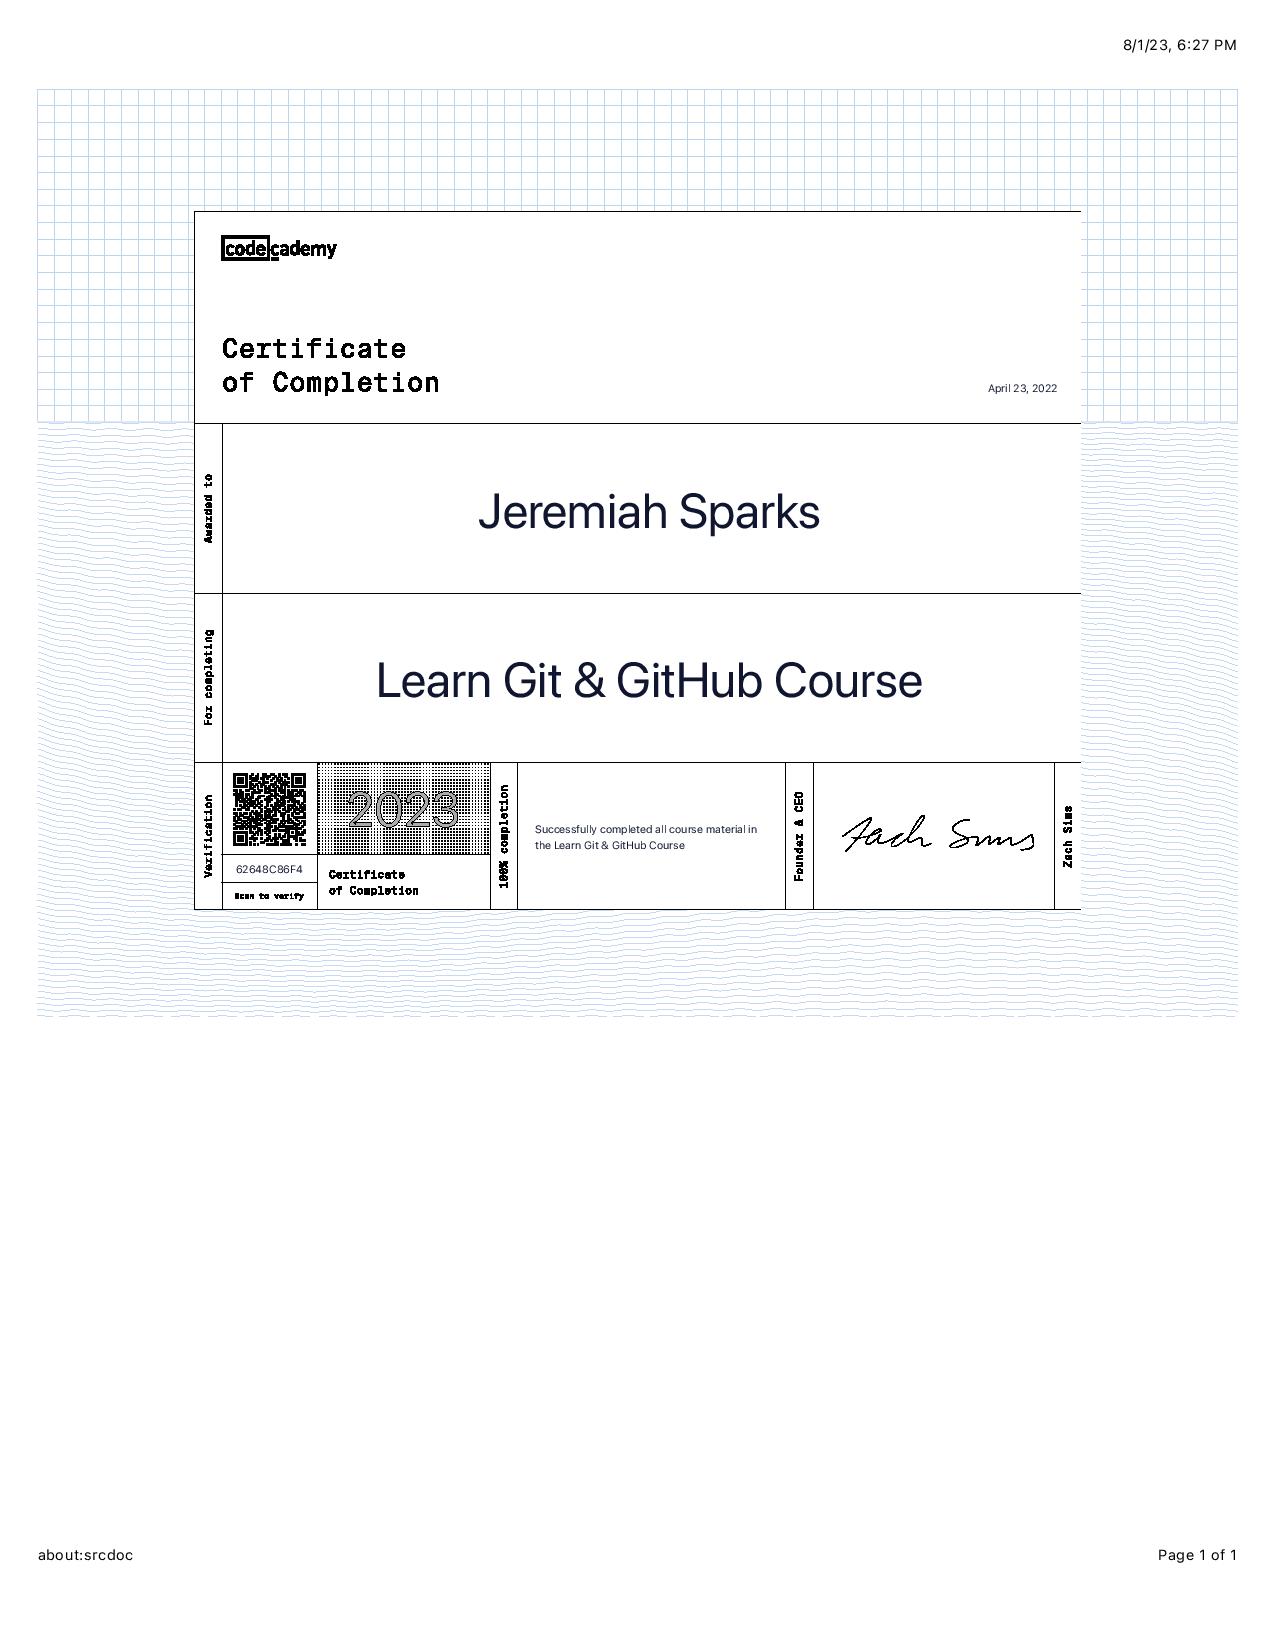 8/1/23, 6:27 PM
codecademy
Certificate
of Completion
April 23, 2022
Awarded to
Jeremiah Sparks
For completing
Learn Git & GitHub Course
Verification
62648C86F4
Scan to verify
2023
Certificate
of Completion
100% completion
Successfully completed all course material in
the Learn Git & GitHub Course
Founder & CEO
Zach Sims
Zach Sims
about:srcdoc
Page 1 of 1